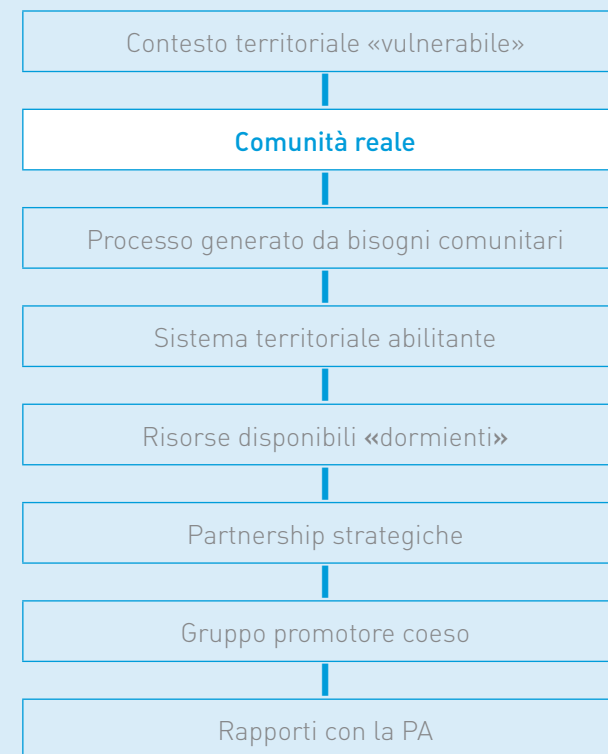 Contesto territoriale «vulnerabile»
Comunità reale
Processo generato da bisogni comunitari
Sistema territoriale abilitante
Risorse disponibili «dormienti»
Partnership strategiche
Gruppo promotore coeso
Rapporti con la PA